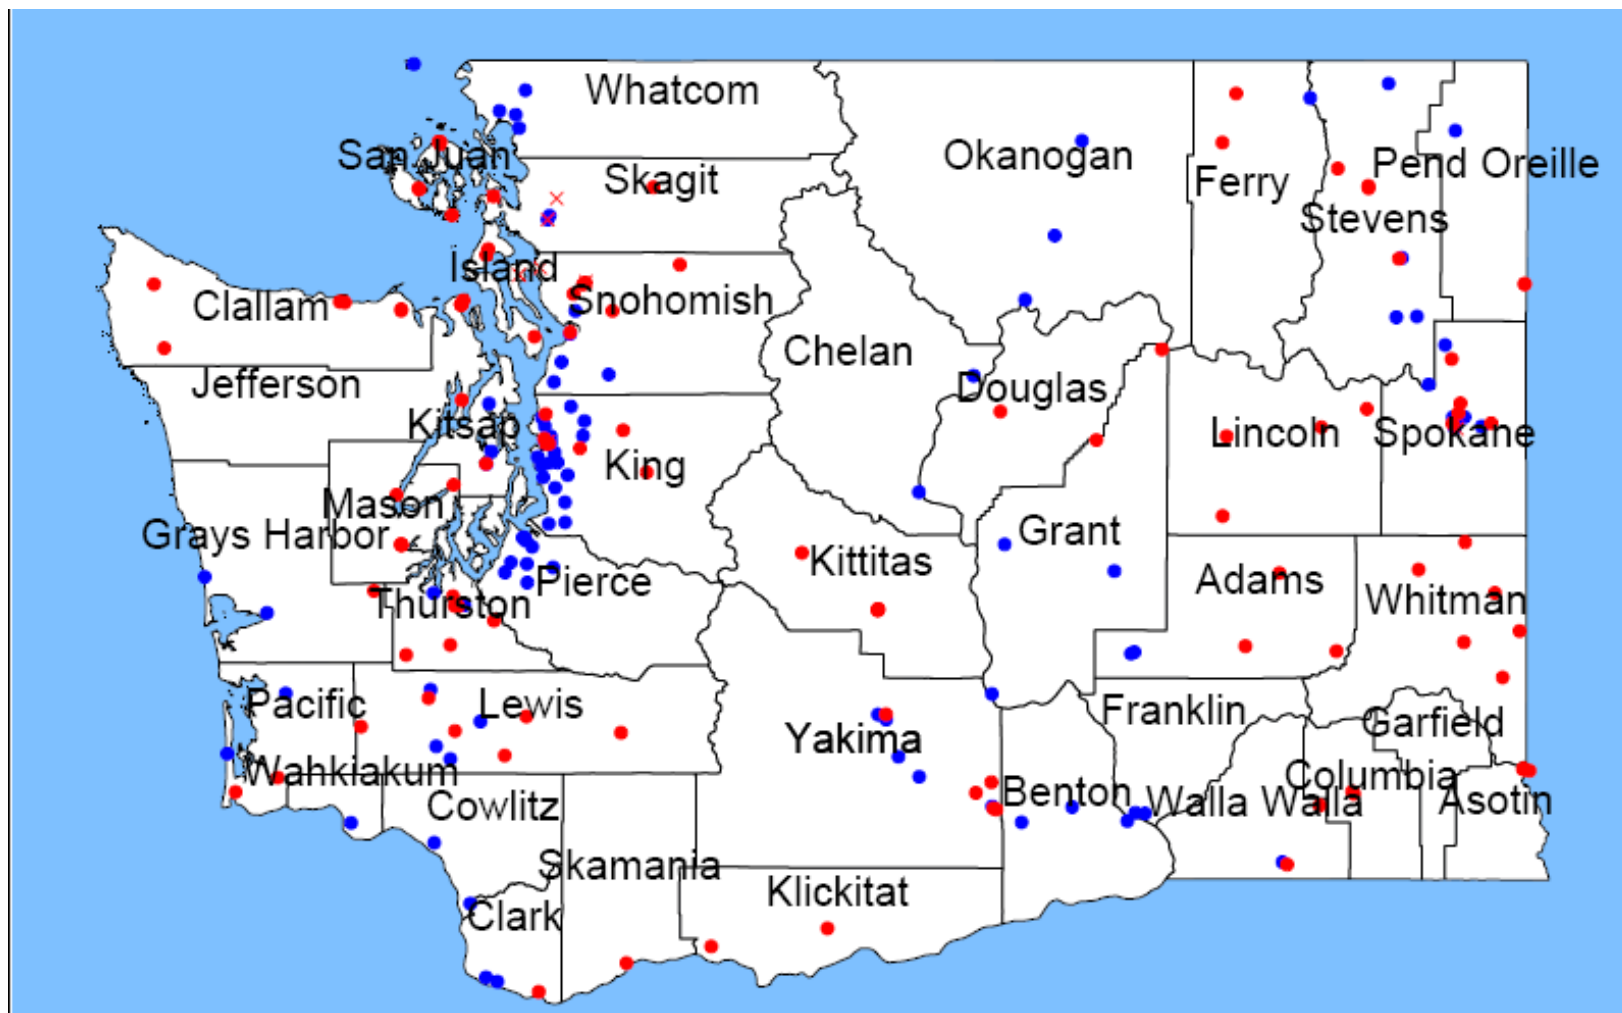 Whatcom
San Juan
Skagit
Okanogan
Ferry
Pend Oreille
Stevens
Island
Clallam
Snohomish
Chelan
Jefferson
Douglas
Kitsap
King
Lincoln
Spokane
Mason
Grays Harbor
Grant
Kittitas
Pierce
Adams
Thurston
Whitman
Pacific
Lewis
Yakima
Franklin
Garfield
Wahkiakum
Cowlitz
Benton
Walla Walla
Columbia
Asotin
Skamania
Klickitat
Clark